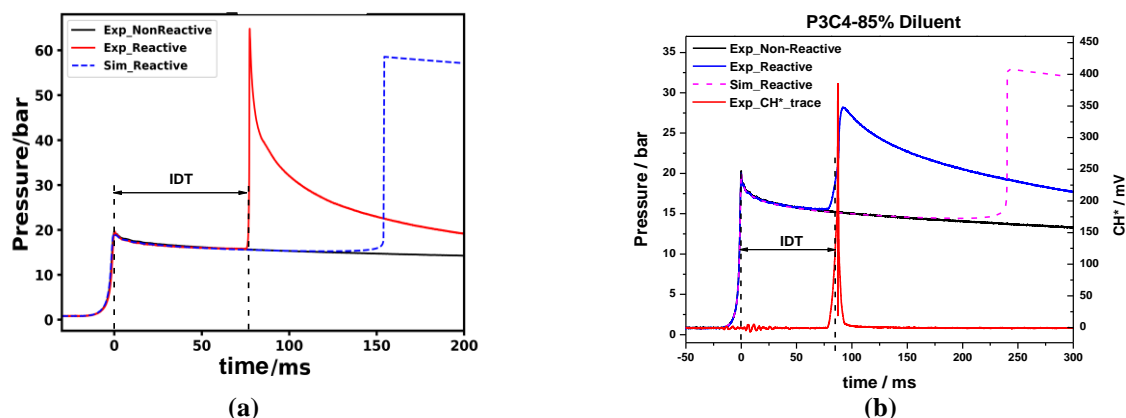 Exp_NonReactive
Exp_Reactive
Sim_Reactive
IDT
Pressure/bar
60
50
40
30
20
10
0
0
50
100
150
200
time/ms
(a)
P3C4-85% Diluent
Exp_Non-Reactive
Exp_Reactive
Sim_Reactive
Exp_CH*_trace
IDT
Pressure / bar
35
30
25
20
15
10
5
0
CH* / mV
450
400
350
300
250
200
150
100
50
0
-50
0
50
100
150
200
250
300
time / ms
(b)